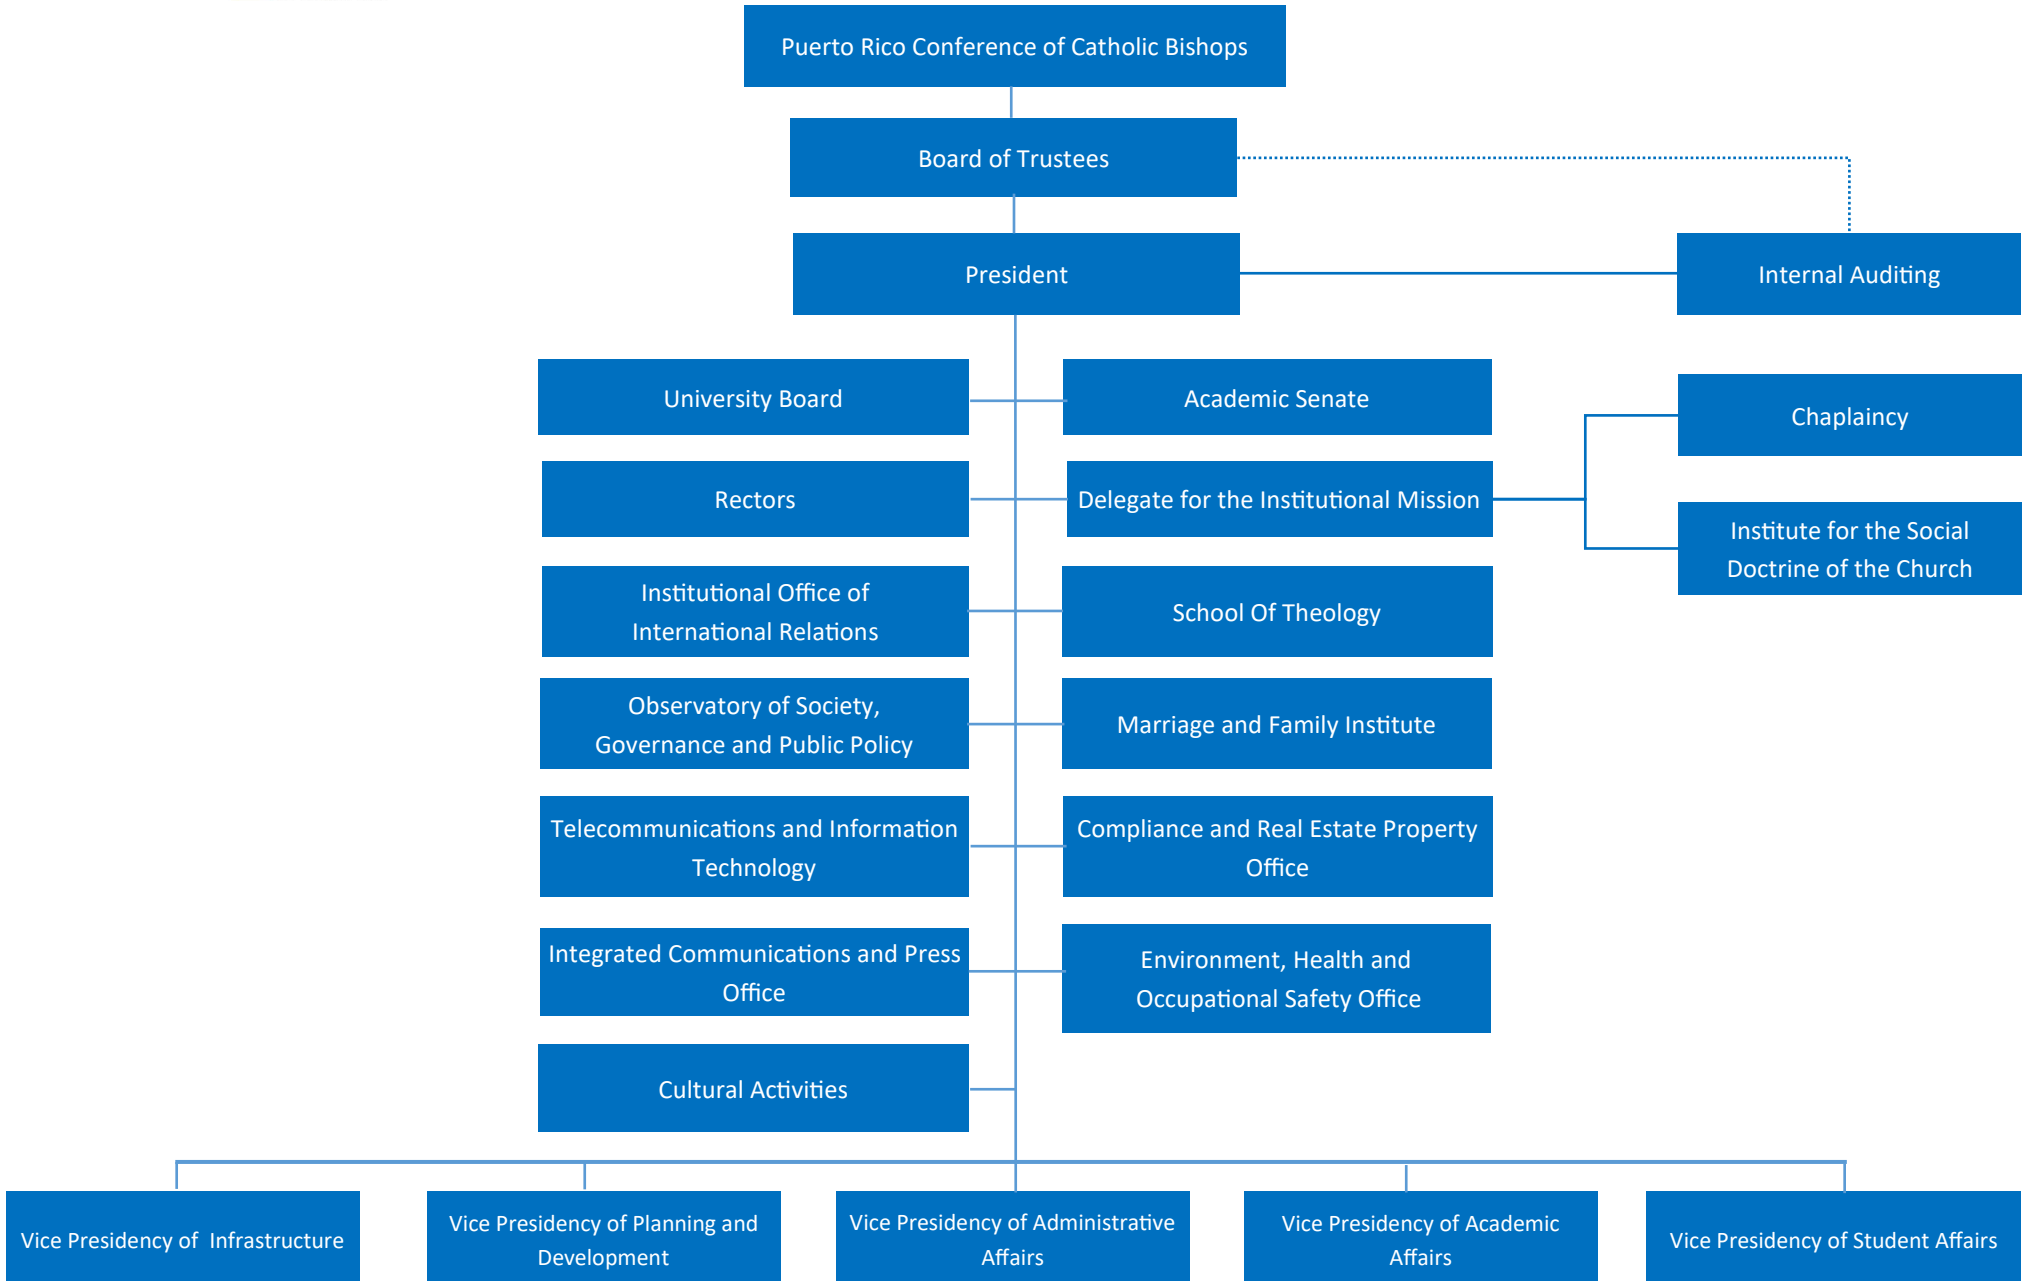 Puerto Rico Conference of Catholic Bishops
Board of Trustees
President
Internal Auditing
University Board
Academic Senate
Chaplaincy
Rectors
Delegate for the Institutional Mission
Institute for the Social
Doctrine of the Church
Institutional Office of
International Relations
School Of Theology
Observatory of Society,
Governance and Public Policy
Marriage and Family Institute
Telecommunications and Information
Technology
Compliance and Real Estate Property
Office
Integrated Communications and Press
Office
Environment, Health and
Occupational Safety Office
Cultural Activities
Vice Presidency of  Infrastructure
Vice Presidency of Planning and
Development
Vice Presidency of Administrative
Affairs
Vice Presidency of Academic
Affairs
Vice Presidency of Student Affairs